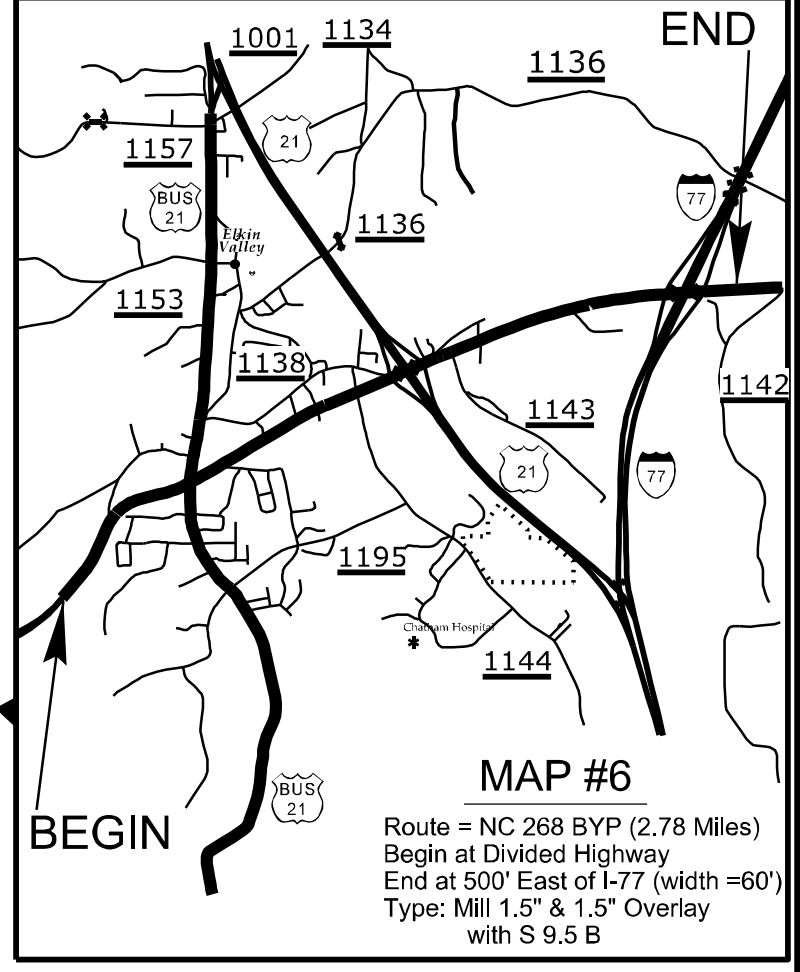 END
1001
1134
1136
21
1157
77
BUS
21
1136
Elkin
Valley
1153
1138
1142
1143
21
77
1195
Chatham Hospital
1144
BUS
21
BEGIN
MAP #6
Route = NC 268 BYP (2.78 Miles)
Begin at Divided Highway
End at 500' East of I-77 (width =60')
Type: Mill 1.5" & 1.5" Overlay
with S 9.5 B